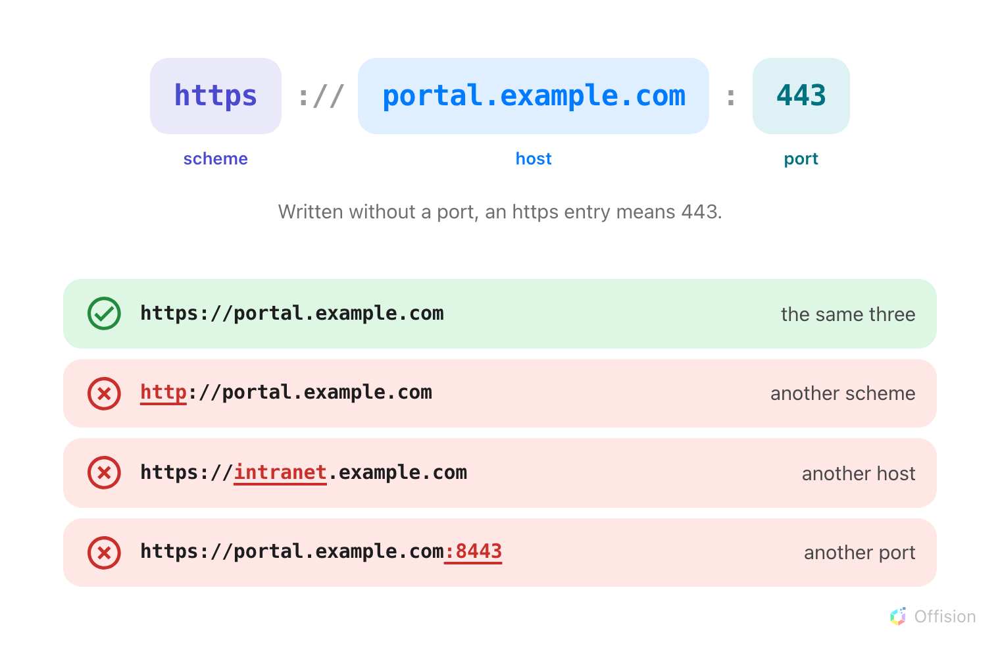 https :// portal.example.com : 443
scheme host port
Written without a port, an https entry means 443.
https://portal.example.com the same three
http://portal.example.com another scheme
https://intranet.example.com another host
https://portal.example.com:8443 another port
Offision